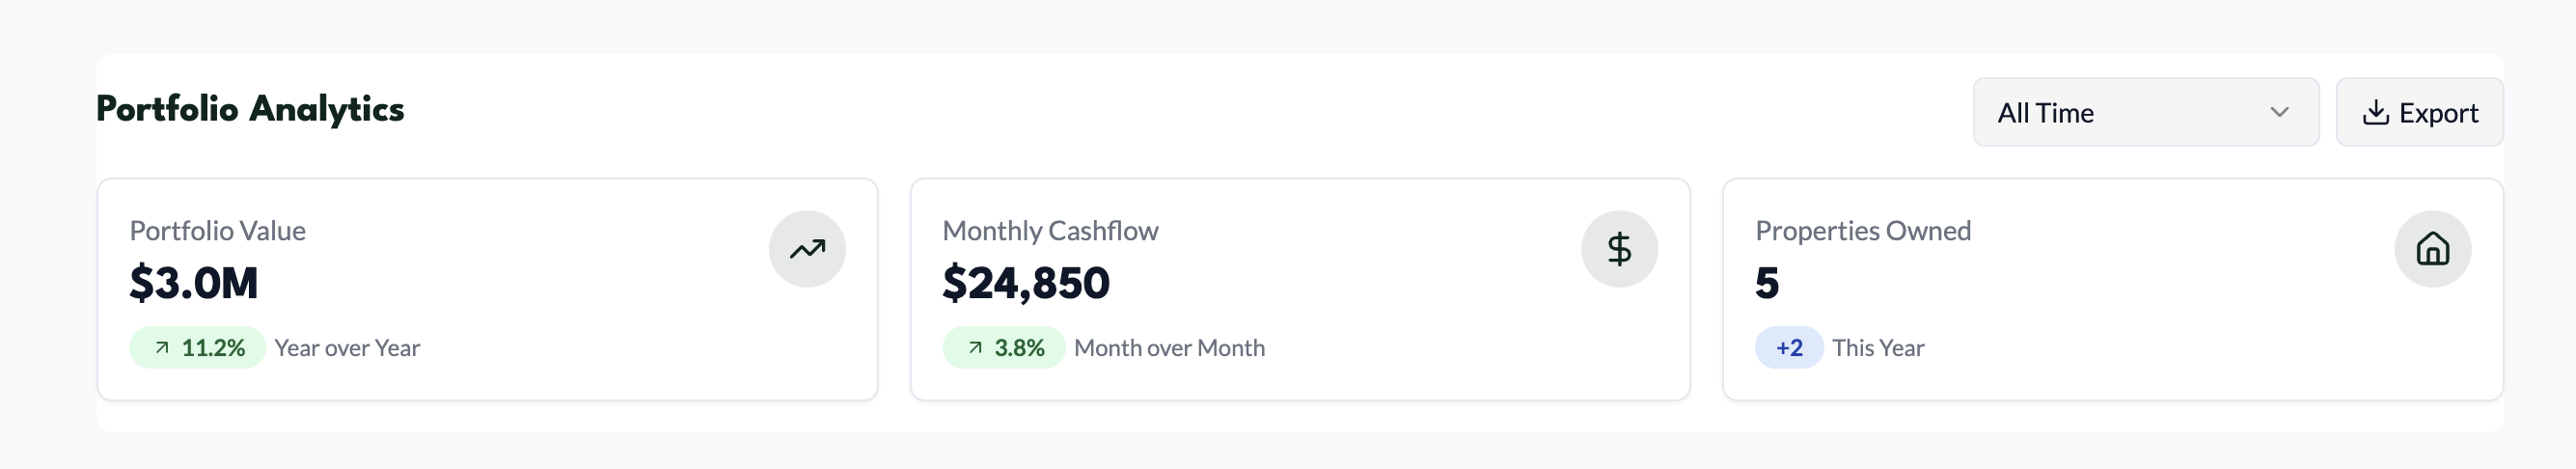 Portfolio Analytics
All Time
Export
Portfolio Value
$3.0M
11.2% Year over Year
Monthly Cashflow
$24,850
3.8% Month over Month
Properties Owned
5
+2 This Year